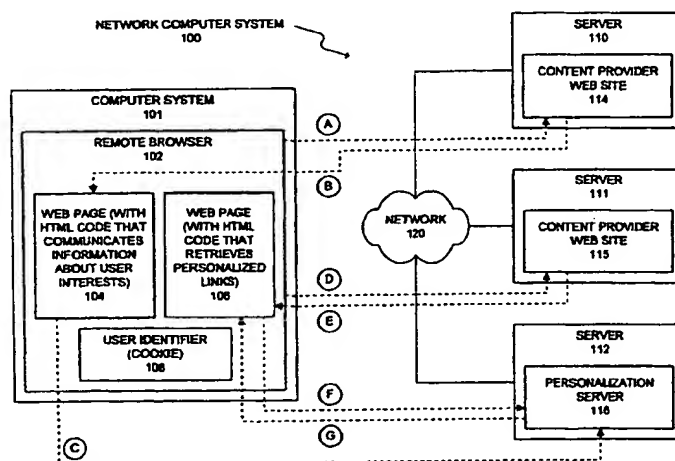 NETWORK COMPUTER SYSTEM
100
SERVER
110
CONTENT PROVIDER
WEB SITE
114
COMPUTER SYSTEM
101
REMOTE BROWSER
102
A
B
WEB PAGE (WITH
HTML CODE THAT
COMMUNICATES
INFORMATION
ABOUT USER
INTERESTS)
104
WEB PAGE
(WITH HTML
CODE THAT
RETRIEVES
PERSONALIZED
LINKS)
106
NETWORK
120
SERVER
111
CONTENT PROVIDER
WEB SITE
115
D
E
USER IDENTIFIER
(COOKIE)
108
SERVER
112
PERSONALIZATION
SERVER
116
F
G
C